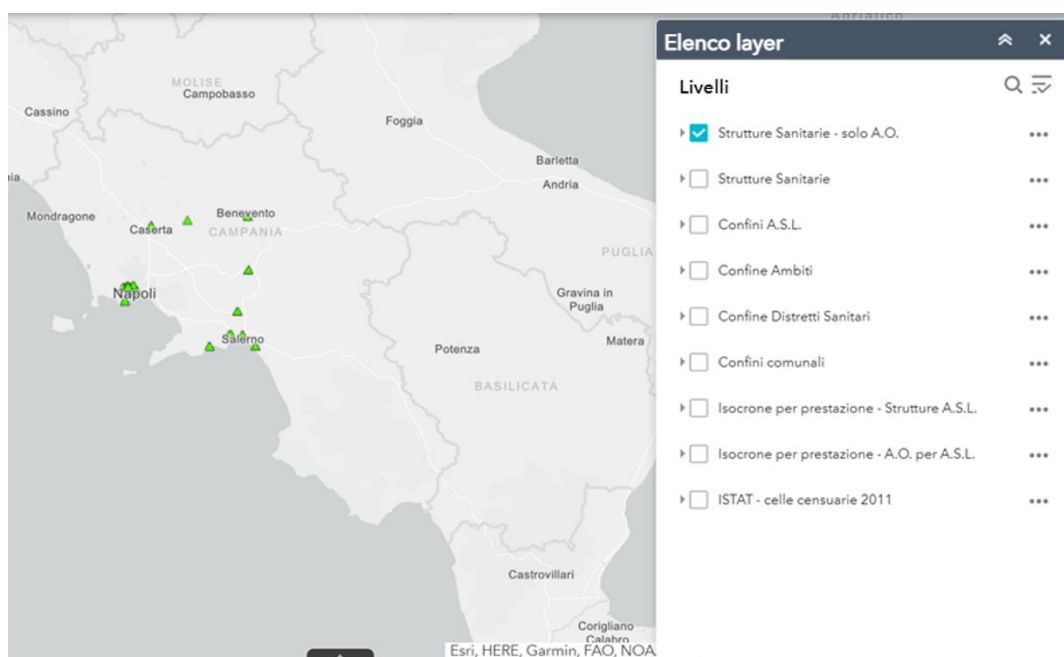 Adriatico
Elenco layer
MOLISE
Campobasso
Cassino
Foggia
Barletta
Andria
Mondragone
Benevento
Caserta
CAMPANIA
PUGLIA
Napoli
Gravina in
Puglia
Salerno
Potenza
Matera
BASILICATA
Castrovillari
Corigliano
Calabro
Esri, HERE, Garmin, FAO, NOA
Livelli
Strutture Sanitarie - solo A.O.
Strutture Sanitarie
Confini A.S.L.
Confine Ambiti
Confine Distretti Sanitari
Confini comunali
Isocrone per prestazione - Strutture A.S.L.
Isocrone per prestazione - A.O. per A.S.L.
ISTAT - celle censuarie 2011